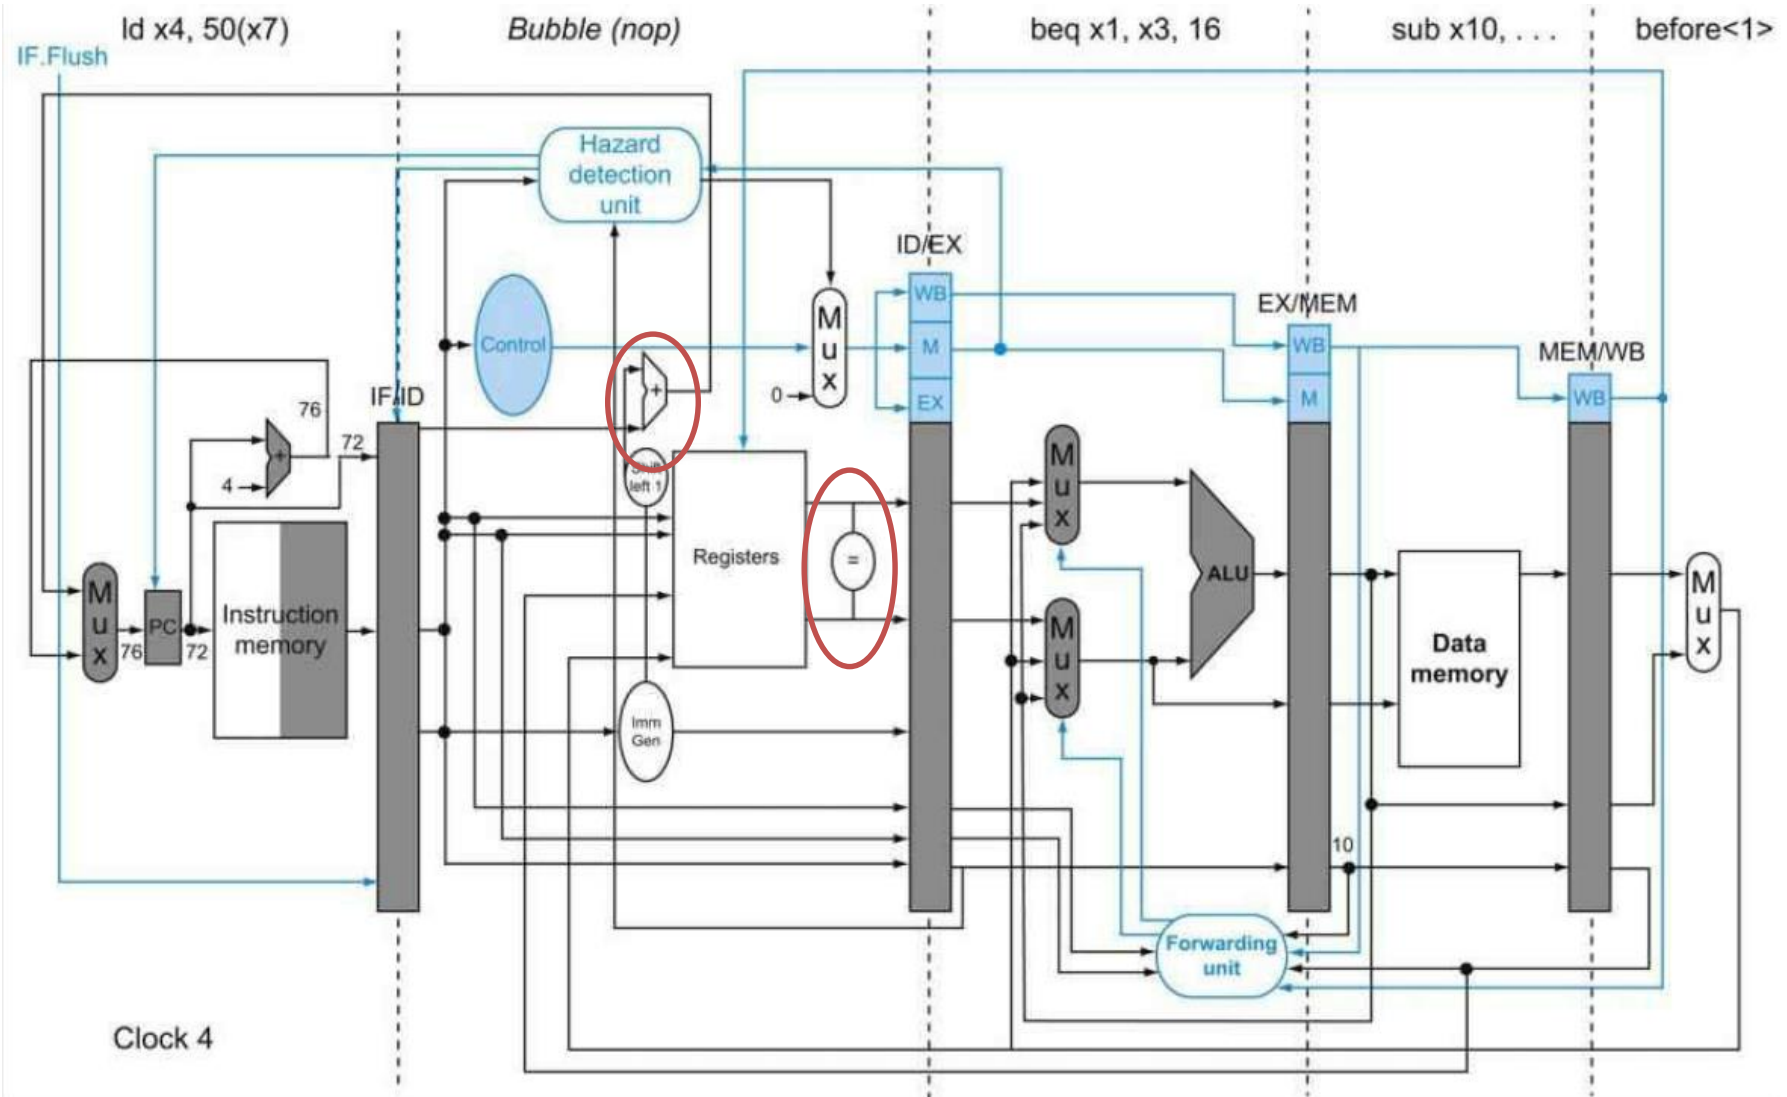 ld x4, 50(x7)
Bubble (nop)
beq x1, x3, 16
sub x10, . . .
before<1>
IF.Flush
Hazard
detection
unit
ID/EX
WB
M
EX
EX/MEM
WB
M
MEM/WB
WB
Control
M
u
x
0
+
IF/ID
76
72
+
4
Shift
left 1
Registers
=
M
u
x
ALU
M
u
x
PC
76
72
Instruction
memory
M
u
x
Data
memory
M
u
x
Imm
Gen
10
Forwarding
unit
Clock 4